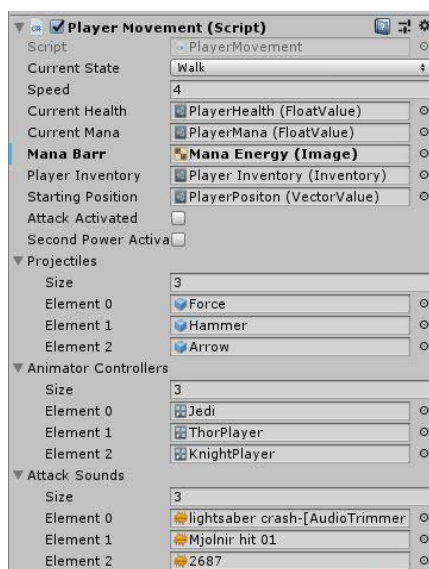 Player Movement (Script)
Script PlayerMovement
Current State Walk
Speed 4
Current Health PlayerHealth (FloatValue)
Current Mana PlayerMana (FloatValue)
Mana Barr Mana Energy (Image)
Player Inventory Player Inventory (Inventory)
Starting Position PlayerPositon (VectorValue)
Attack Activated
Second Power Activa
Projectiles
Size 3
Element 0 Force
Element 1 Hammer
Element 2 Arrow
Animator Controllers
Size 3
Element 0 Jedi
Element 1 ThorPlayer
Element 2 KnightPlayer
Attack Sounds
Size 3
Element 0 lightsaber crash-[AudioTrimmer
Element 1 Mjolnir hit 01
Element 2 2687